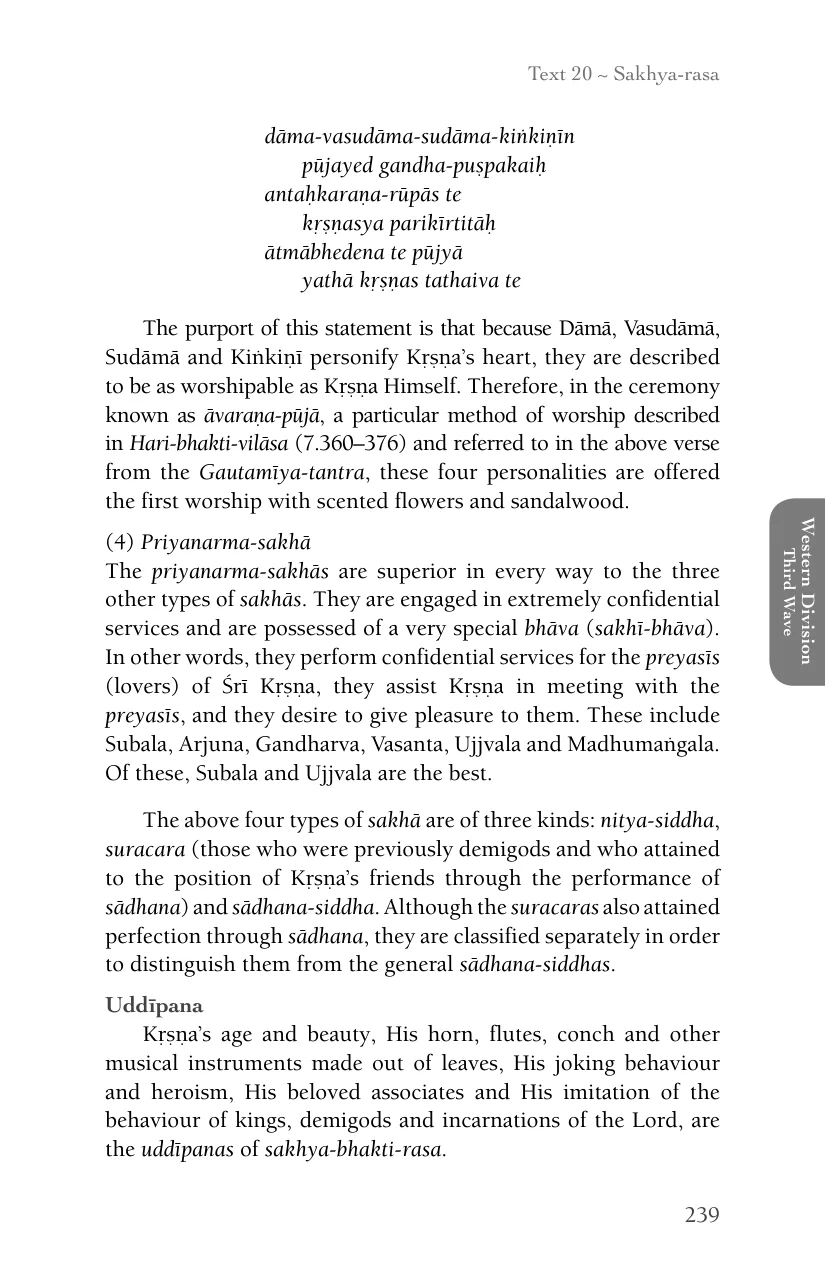 Text 20 ~ Sakhya-rasa
dāma-vasudāma-sudāma-kiṅkiṇīn
pūjayed gandha-puṣpakaiḥ
antaḥkaraṇa-rūpās te
kṛṣṇasya parikīrtitāḥ
ātmābhedena te pūjyā
yathā kṛṣṇas tathaiva te
The purport of this statement is that because Dāmā, Vasudāmā,
Sudāmā and Kiṅkiṇī personify Kṛṣṇa’s heart, they are described
to be as worshipable as Kṛṣṇa Himself. Therefore, in the ceremony
known as āvaraṇa-pūjā, a particular method of worship described
in Hari-bhakti-vilāsa (7.360–376) and referred to in the above verse
from the Gautamīya-tantra, these four personalities are offered
the first worship with scented flowers and sandalwood.
(4) Priyanarma-sakhā
The priyanarma-sakhās are superior in every way to the three
other types of sakhās. They are engaged in extremely confidential
services and are possessed of a very special bhāva (sakhī-bhāva).
In other words, they perform confidential services for the preyasīs
(lovers) of Śrī Kṛṣṇa, they assist Kṛṣṇa in meeting with the
preyasīs, and they desire to give pleasure to them. These include
Subala, Arjuna, Gandharva, Vasanta, Ujjvala and Madhumaṅgala.
Of these, Subala and Ujjvala are the best.
The above four types of sakhā are of three kinds: nitya-siddha,
suracara (those who were previously demigods and who attained
to the position of Kṛṣṇa’s friends through the performance of
sādhana) and sādhana-siddha. Although the suracaras also attained
perfection through sādhana, they are classified separately in order
to distinguish them from the general sādhana-siddhas.
Uddīpana
Kṛṣṇa’s age and beauty, His horn, flutes, conch and other
musical instruments made out of leaves, His joking behaviour
and heroism, His beloved associates and His imitation of the
behaviour of kings, demigods and incarnations of the Lord, are
the uddīpanas of sakhya-bhakti-rasa.
Western Division
Third Wave
239